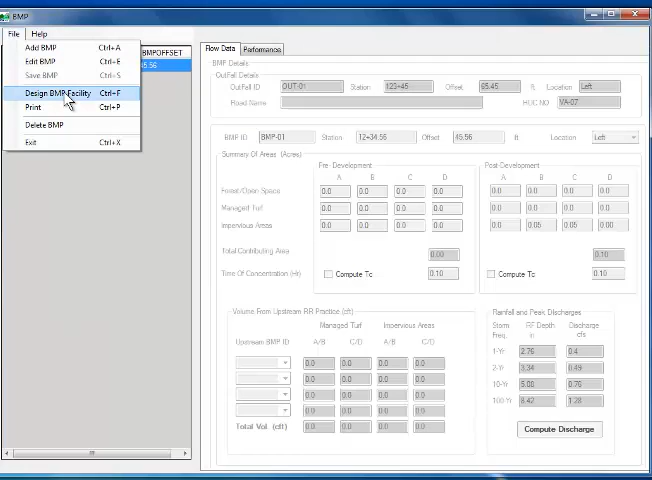 BMP
File Help
Add BMP Ctrl+A
Edit BMP Ctrl+E
Save BMP Ctrl+S
Design BMP Facility Ctrl+F
Print Ctrl+P
Delete BMP
Exit Ctrl+X
BMPOFFSET
45.56
Flow Data Performance
BMP Details
OutFall Details
OutFall ID OUT-01 Station 123+45 Offset 65.45 ft Location Left
Road-Name HUC NO VA-07
BMP ID BMP-01 Station 12+34.56 Offset 45.56 ft Location Left
Summary Of Areas (Acres)
Pre- Development Post-Development
A B C D A B C D
Forest/Open Space 0.0 0.0 0.0 0.0 0.0 0.0 0.0 0.0
Managed Turf 0.0 0.0 0.0 0.0 0.0 0.0 0.0 0.0
Impervious Areas 0.0 0.0 0.0 0.0 0.0 0.05 0.05 0.00
Total Contributing Area 0.00 0.10
Time Of Concentration (Hr) Compute Tc 0.10 Compute Tc 0.10
Volume From Upstream RR Practice (cft)
Managed Turf Impervious Areas
Upstream BMP ID A/B C/D A/B C/D
0.0 0.0 0.0 0.0
0.0 0.0 0.0 0.0
0.0 0.0 0.0 0.0
0.0 0.0 0.0 0.0
Total Vol. (cft) 0.0 0.0 0.0 0.0
Rainfall and Peak Discharges
Storm Freq. RF Depth in Discharge cfs
1-Yr 2.76 0.4
2-Yr 3.34 0.49
10-Yr 5.08 0.76
100-Yr 8.42 1.28
Compute Discharge